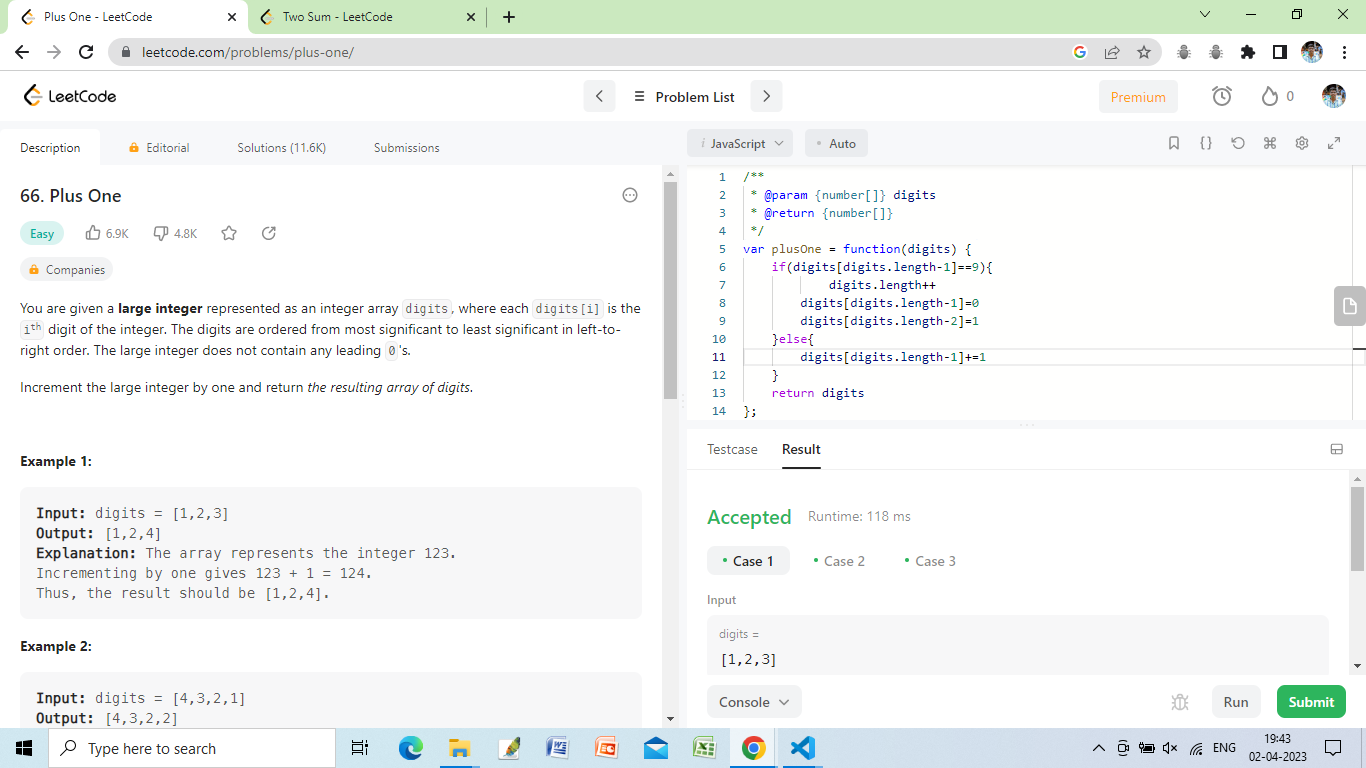 Plus One - LeetCode
Two Sum - LeetCode
leetcode.com/problems/plus-one/
LeetCode
Problem List
Premium
0
Description
Editorial
Solutions (11.6K)
Submissions
66. Plus One
Easy
6.9K
4.8K
Companies
You are given a large integer represented as an integer array digits, where each digits[i] is the
ith digit of the integer. The digits are ordered from most significant to least significant in left-to-
right order. The large integer does not contain any leading 0's.
Increment the large integer by one and return the resulting array of digits.
Example 1:
Input: digits = [1,2,3]
Output: [1,2,4]
Explanation: The array represents the integer 123.
Incrementing by one gives 123 + 1 = 124.
Thus, the result should be [1,2,4].
Example 2:
Input: digits = [4,3,2,1]
Output: [4,3,2,2]
i JavaScript
Auto
1 /**
2 * @param {number[]} digits
3 * @return {number[]}
4 */
5 var plusOne = function(digits) {
6 if(digits[digits.length-1]==9){
7 digits.length++
8 digits[digits.length-1]=0
9 digits[digits.length-2]=1
10 }else{
11 digits[digits.length-1]+=1
12 }
13 return digits
14 };
Testcase
Result
Accepted
Runtime: 118 ms
Case 1
Case 2
Case 3
Input
digits =
[1,2,3]
Console
Run
Submit
Type here to search
ENG
19:43
02-04-2023